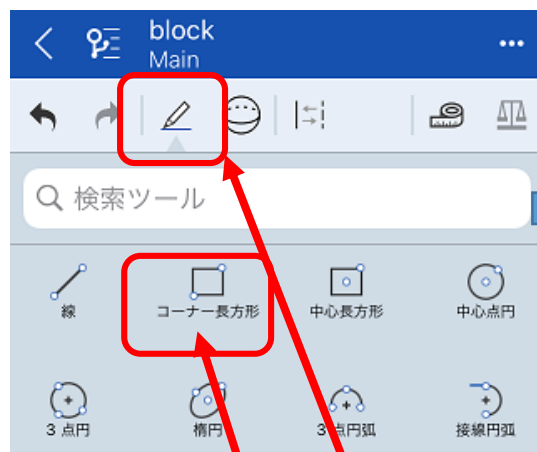 block
Main
検索ツール
線
コーナー長方形
中心長方形
中心点円
3 点円
楕円
3 点円弧
接線円弧